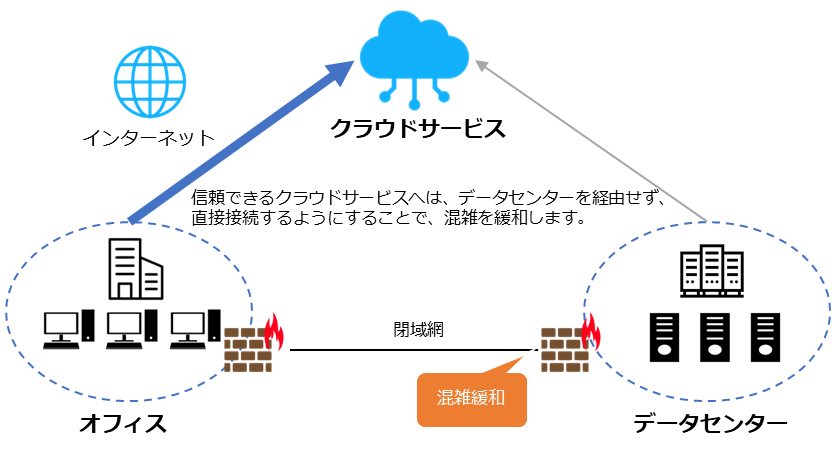 インターネット
クラウドサービス
信頼できるクラウドサービスへは、データセンターを経由せず、
直接接続するようにすることで、混雑を緩和します。
閉域網
混雑緩和
オフィス
データセンター